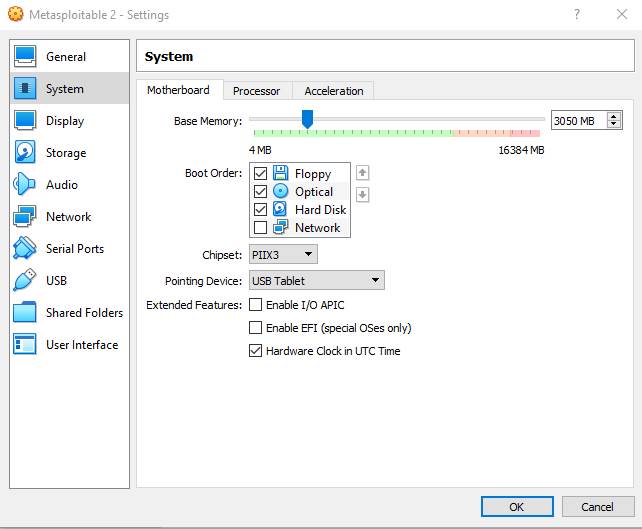 Metasploitable 2 - Settings
? ×
General
System
Display
Storage
Audio
Network
Serial Ports
USB
Shared Folders
User Interface
System
Motherboard Processor Acceleration
Base Memory: 3050 MB
4 MB 16384 MB
Boot Order: Floppy
Optical
Hard Disk
Network
Chipset: PIIX3
Pointing Device: USB Tablet
Extended Features: Enable I/O APIC
Enable EFI (special OSes only)
Hardware Clock in UTC Time
OK Cancel